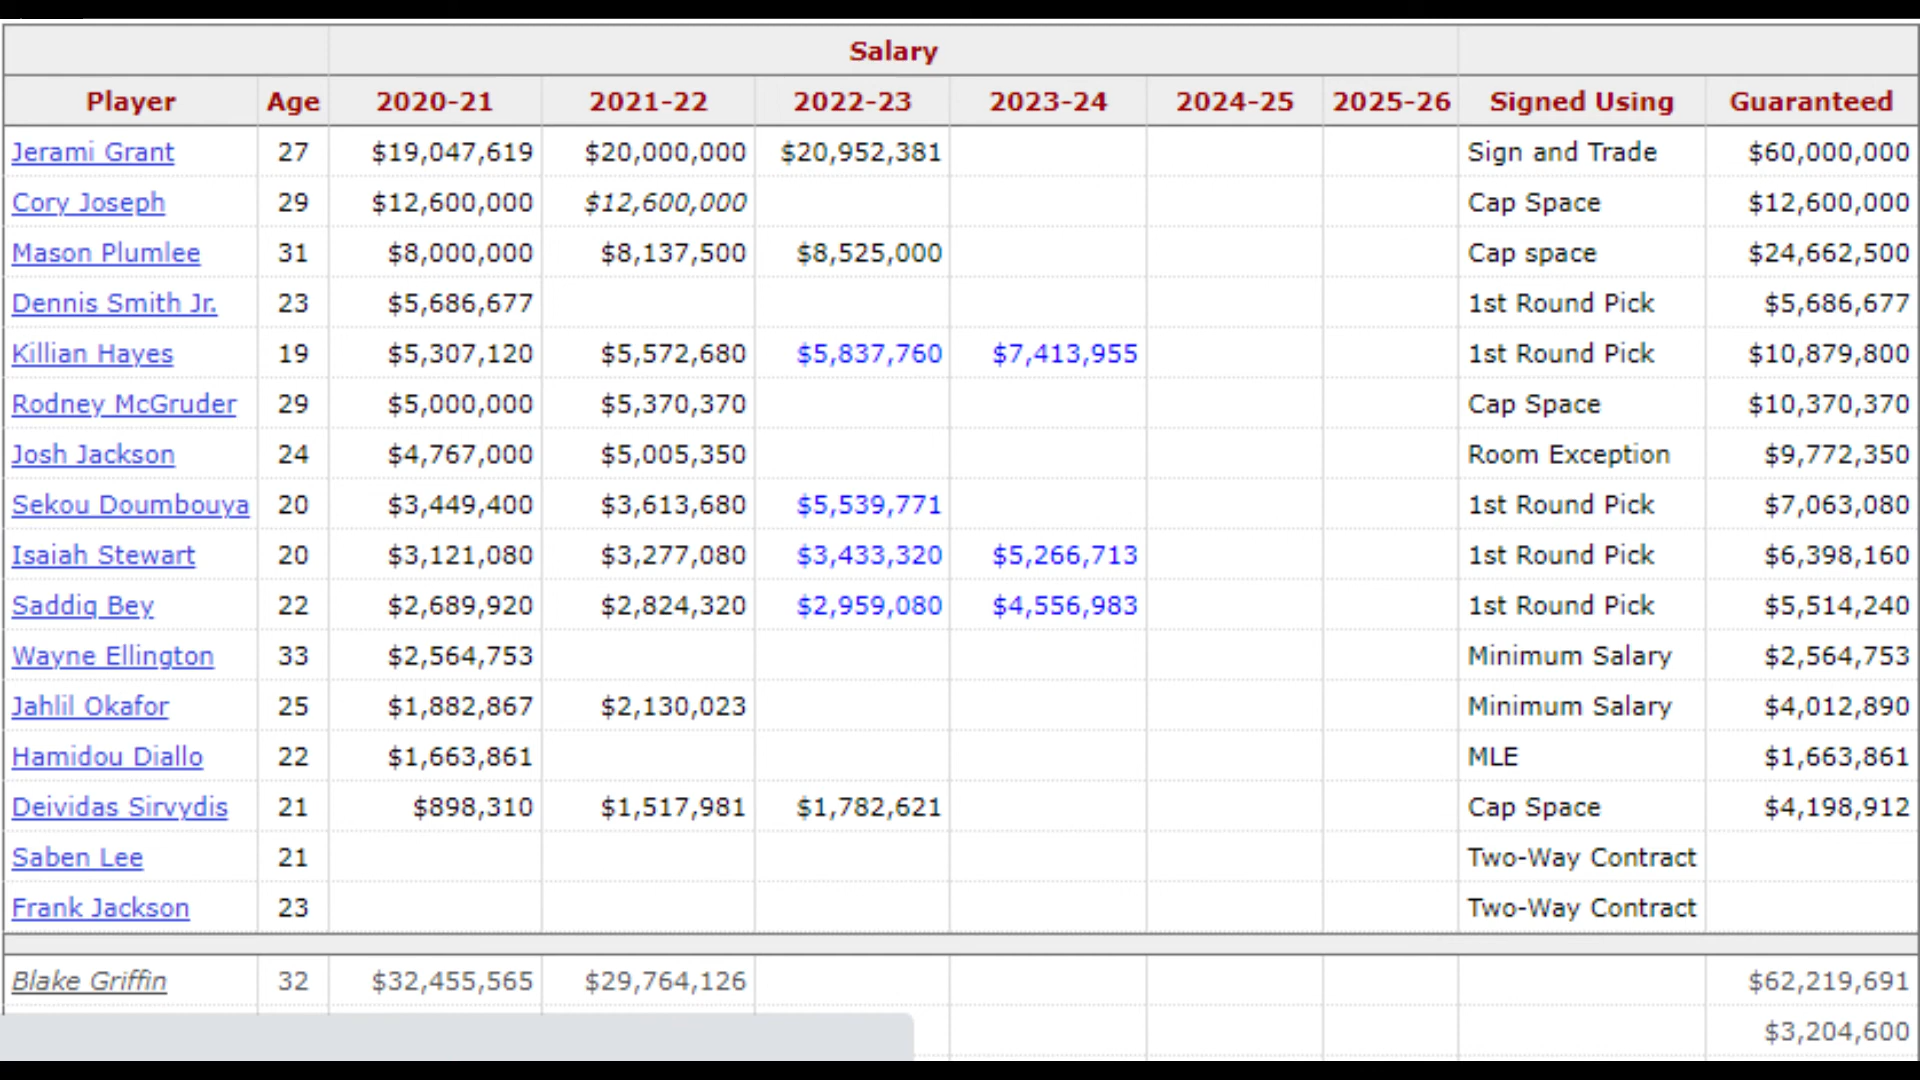 Salary
Player Age 2020-21 2021-22 2022-23 2023-24 2024-25 2025-26 Signed Using Guaranteed
Jerami Grant 27 $19,047,619 $20,000,000 $20,952,381 Sign and Trade $60,000,000
Cory Joseph 29 $12,600,000 $12,600,000 Cap Space $12,600,000
Mason Plumlee 31 $8,000,000 $8,137,500 $8,525,000 Cap space $24,662,500
Dennis Smith Jr. 23 $5,686,677 1st Round Pick $5,686,677
Killian Hayes 19 $5,307,120 $5,572,680 $5,837,760 $7,413,955 1st Round Pick $10,879,800
Rodney McGruder 29 $5,000,000 $5,370,370 Cap Space $10,370,370
Josh Jackson 24 $4,767,000 $5,005,350 Room Exception $9,772,350
Sekou Doumbouya 20 $3,449,400 $3,613,680 $5,539,771 1st Round Pick $7,063,080
Isaiah Stewart 20 $3,121,080 $3,277,080 $3,433,320 $5,266,713 1st Round Pick $6,398,160
Saddiq Bey 22 $2,689,920 $2,824,320 $2,959,080 $4,556,983 1st Round Pick $5,514,240
Wayne Ellington 33 $2,564,753 Minimum Salary $2,564,753
Jahlil Okafor 25 $1,882,867 $2,130,023 Minimum Salary $4,012,890
Hamidou Diallo 22 $1,663,861 MLE $1,663,861
Deividas Sirvydis 21 $898,310 $1,517,981 $1,782,621 Cap Space $4,198,912
Saben Lee 21 Two-Way Contract
Frank Jackson 23 Two-Way Contract
Blake Griffin 32 $32,455,565 $29,764,126 $62,219,691
$3,204,600